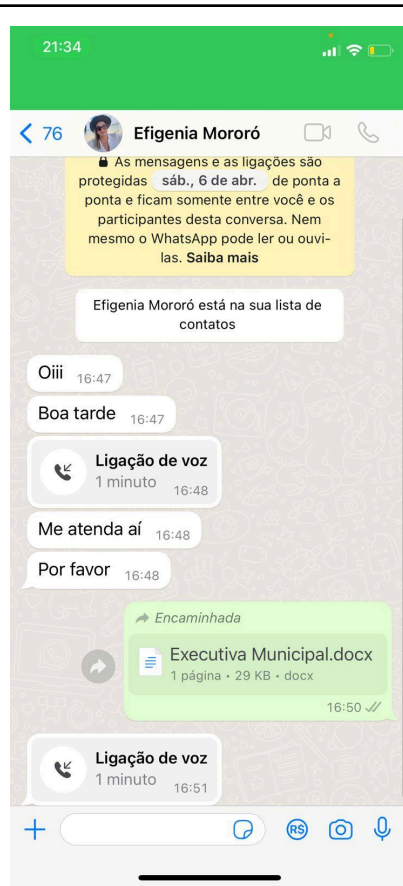 21:34
76
Efigenia Mororó
As mensagens e as ligações são
protegidas sáb., 6 de abr. de ponta a
ponta e ficam somente entre você e os
participantes desta conversa. Nem
mesmo o WhatsApp pode ler ou ouvi-
las. Saiba mais
Efigenia Mororó está na sua lista de
contatos
Oiii 16:47
Boa tarde 16:47
Ligação de voz
1 minuto 16:48
Me atenda aí 16:48
Por favor 16:48
Encaminhada
Executiva Municipal.docx
1 página • 29 KB • docx
16:50
Ligação de voz
1 minuto 16:51
R$